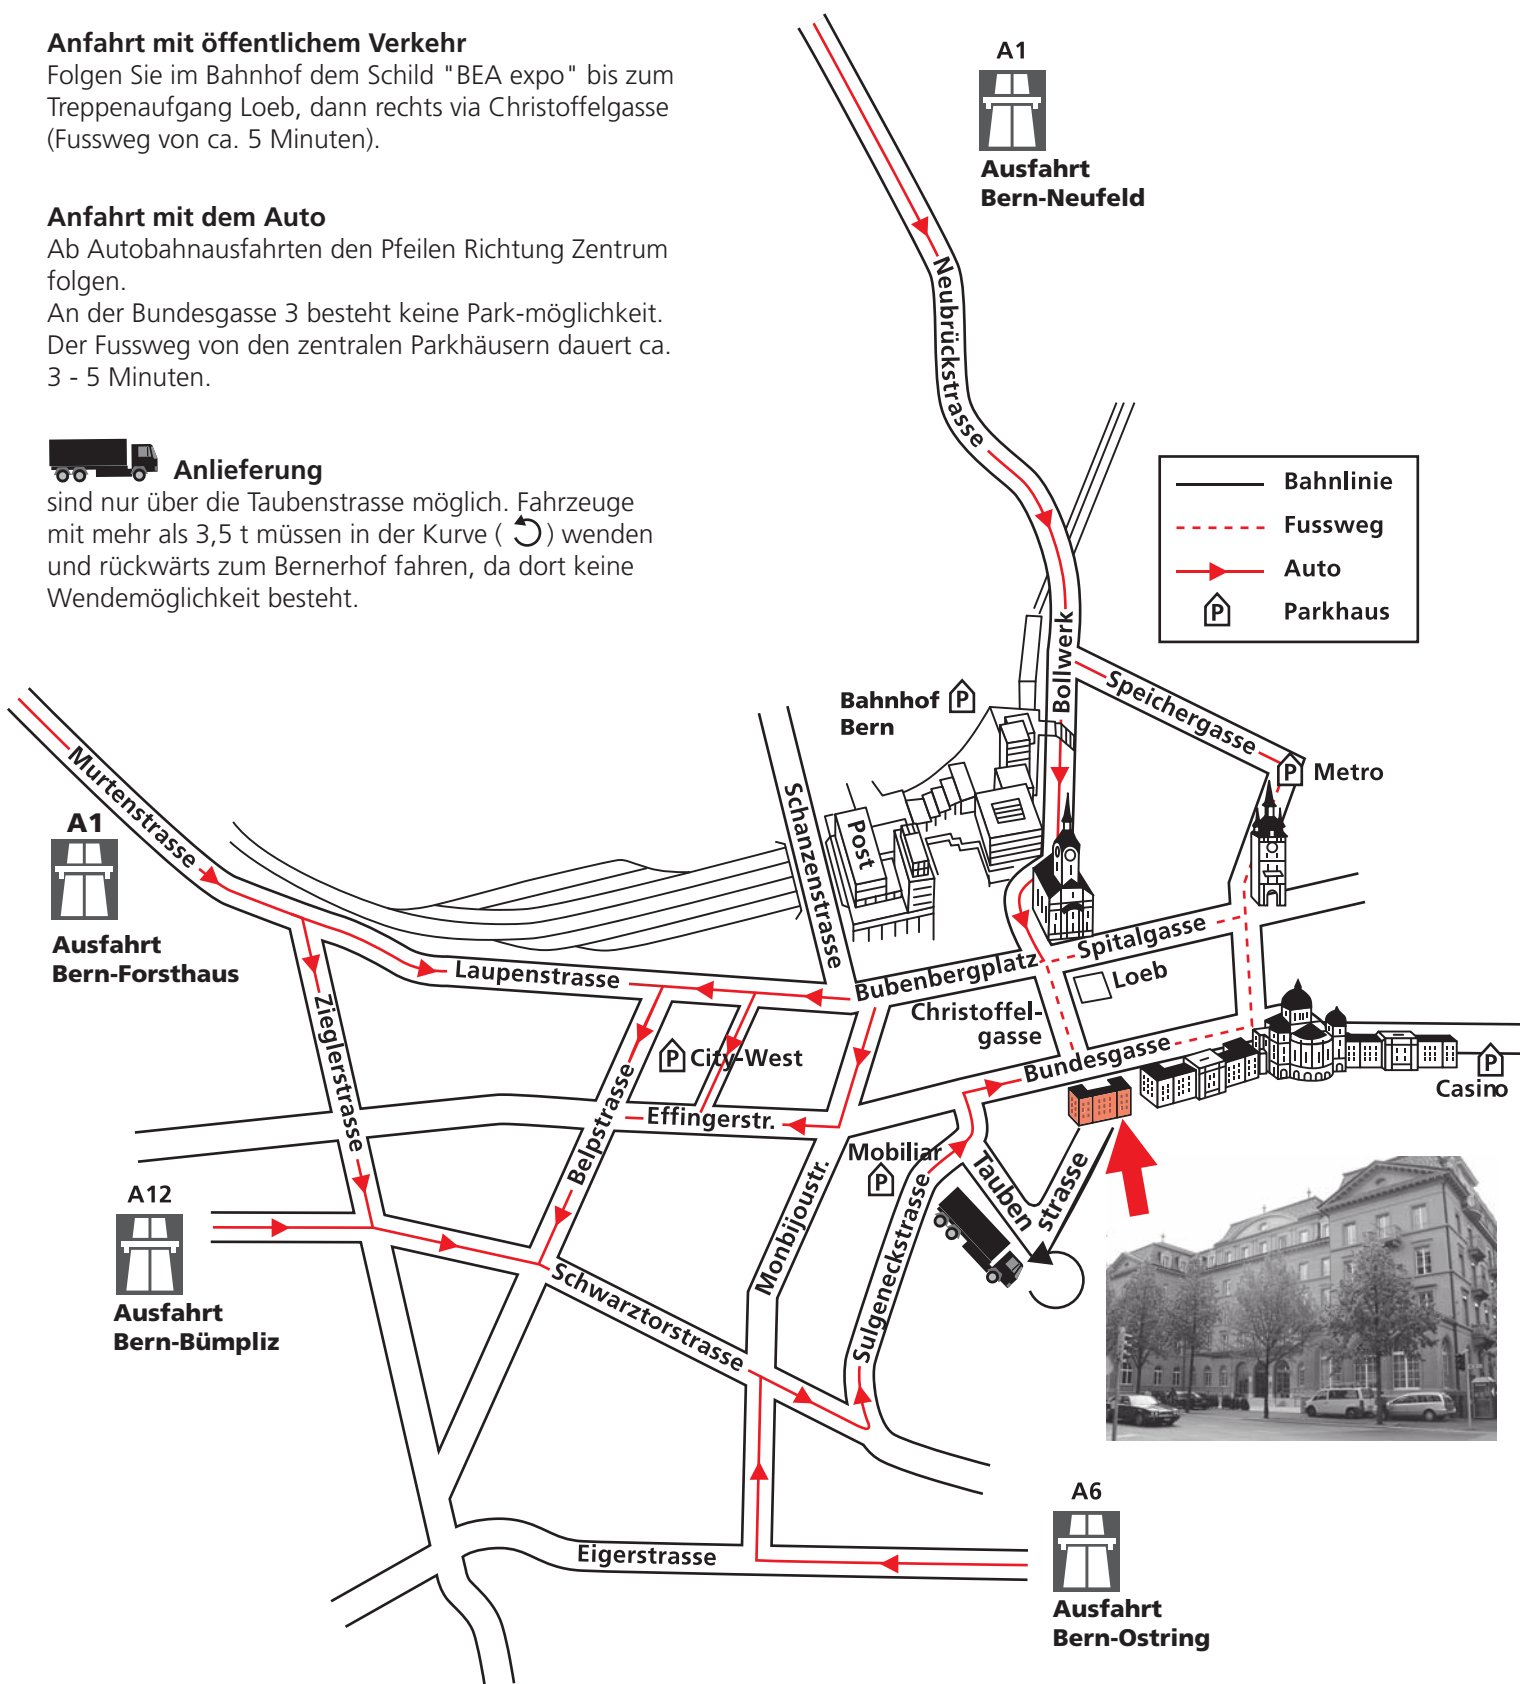 Anfahrt mit öffentlichem Verkehr
Folgen Sie im Bahnhof dem Schild "BEA expo" bis zum
Treppenaufgang Loeb, dann rechts via Christoffelgasse
(Fussweg von ca. 5 Minuten).
Anfahrt mit dem Auto
Ab Autobahnausfahrten den Pfeilen Richtung Zentrum
folgen.
An der Bundesgasse 3 besteht keine Park-möglichkeit.
Der Fussweg von den zentralen Parkhäusern dauert ca.
3 - 5 Minuten.
Anlieferung
sind nur über die Taubenstrasse möglich. Fahrzeuge
mit mehr als 3,5 t müssen in der Kurve ( ) wenden
und rückwärts zum Bernerhof fahren, da dort keine
Wendemöglichkeit besteht.
A1
Ausfahrt
Bern-Neufeld
Neubrückstrasse
Bahnlinie
Fussweg
Auto
P Parkhaus
Bollwerk
Speichergasse
P Metro
Bahnhof P
Bern
Murtenstrasse
A1
Ausfahrt
Bern-Forsthaus
Schanzenstrasse
Post
Laupenstrasse
Bubenbergplatz
Spitalgasse
Loeb
Christoffel-
gasse
Bundesgasse
P
Casino
Zieglerstrasse
P City-West
Effingerstr.
Belpstrasse
Mobiliar
P
Tauben
strasse
Monbijoustr.
Sulgeneckstrasse
A12
Ausfahrt
Bern-Bümpliz
Schwarztorstrasse
Eigerstrasse
A6
Ausfahrt
Bern-Ostring